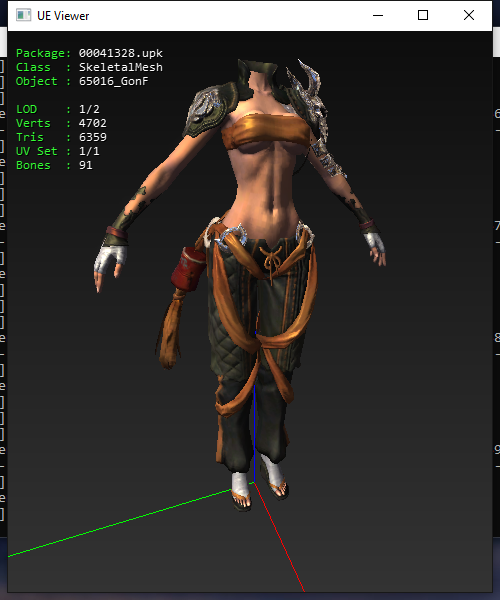 UE Viewer
Package: 00041328.upk
Class  : SkeletalMesh
Object : 65016_GonF
LOD    : 1/2
Verts  : 4702
Tris   : 6359
UV Set : 1/1
Bones  : 91